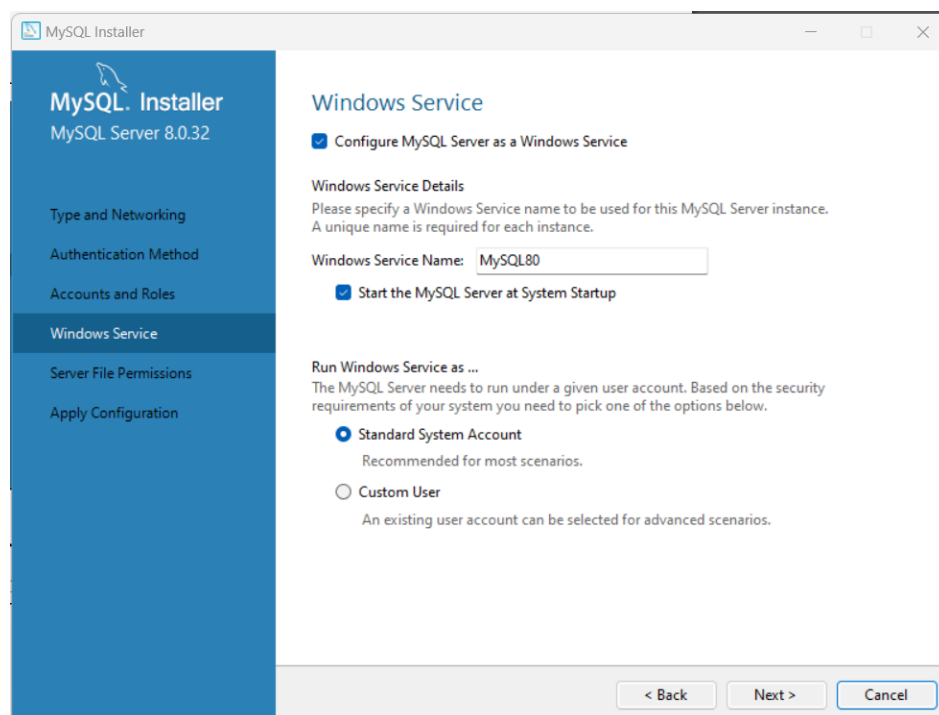 MySQL Installer
MySQL. Installer
MySQL Server 8.0.32
Type and Networking
Authentication Method
Accounts and Roles
Windows Service
Server File Permissions
Apply Configuration
Windows Service
Configure MySQL Server as a Windows Service
Windows Service Details
Please specify a Windows Service name to be used for this MySQL Server instance.
A unique name is required for each instance.
Windows Service Name: MySQL80
Start the MySQL Server at System Startup
Run Windows Service as ...
The MySQL Server needs to run under a given user account. Based on the security
requirements of your system you need to pick one of the options below.
Standard System Account
Recommended for most scenarios.
Custom User
An existing user account can be selected for advanced scenarios.
< Back Next > Cancel